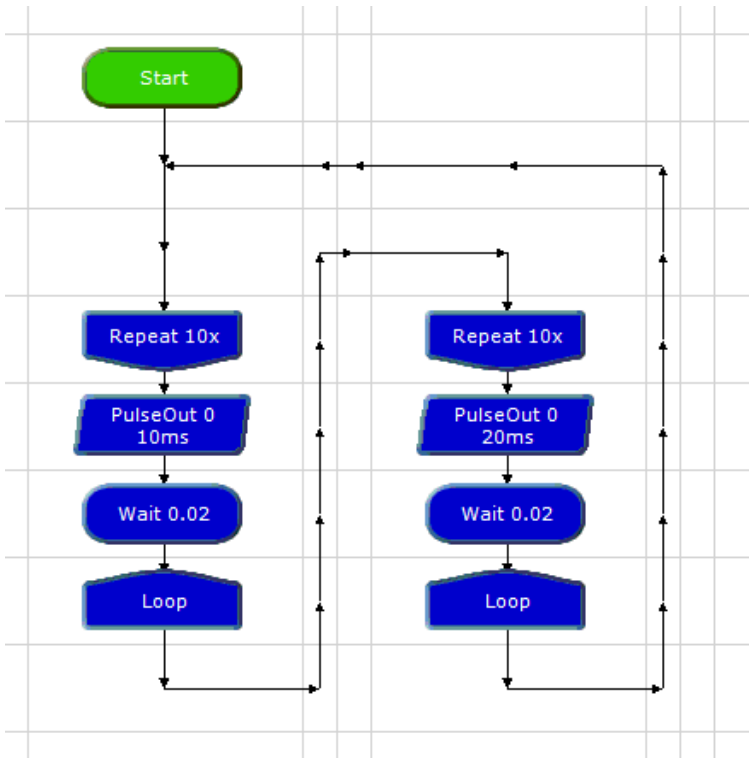 Start
Repeat 10x
PulseOut 0
10ms
Wait 0.02
Loop
Repeat 10x
PulseOut 0
20ms
Wait 0.02
Loop